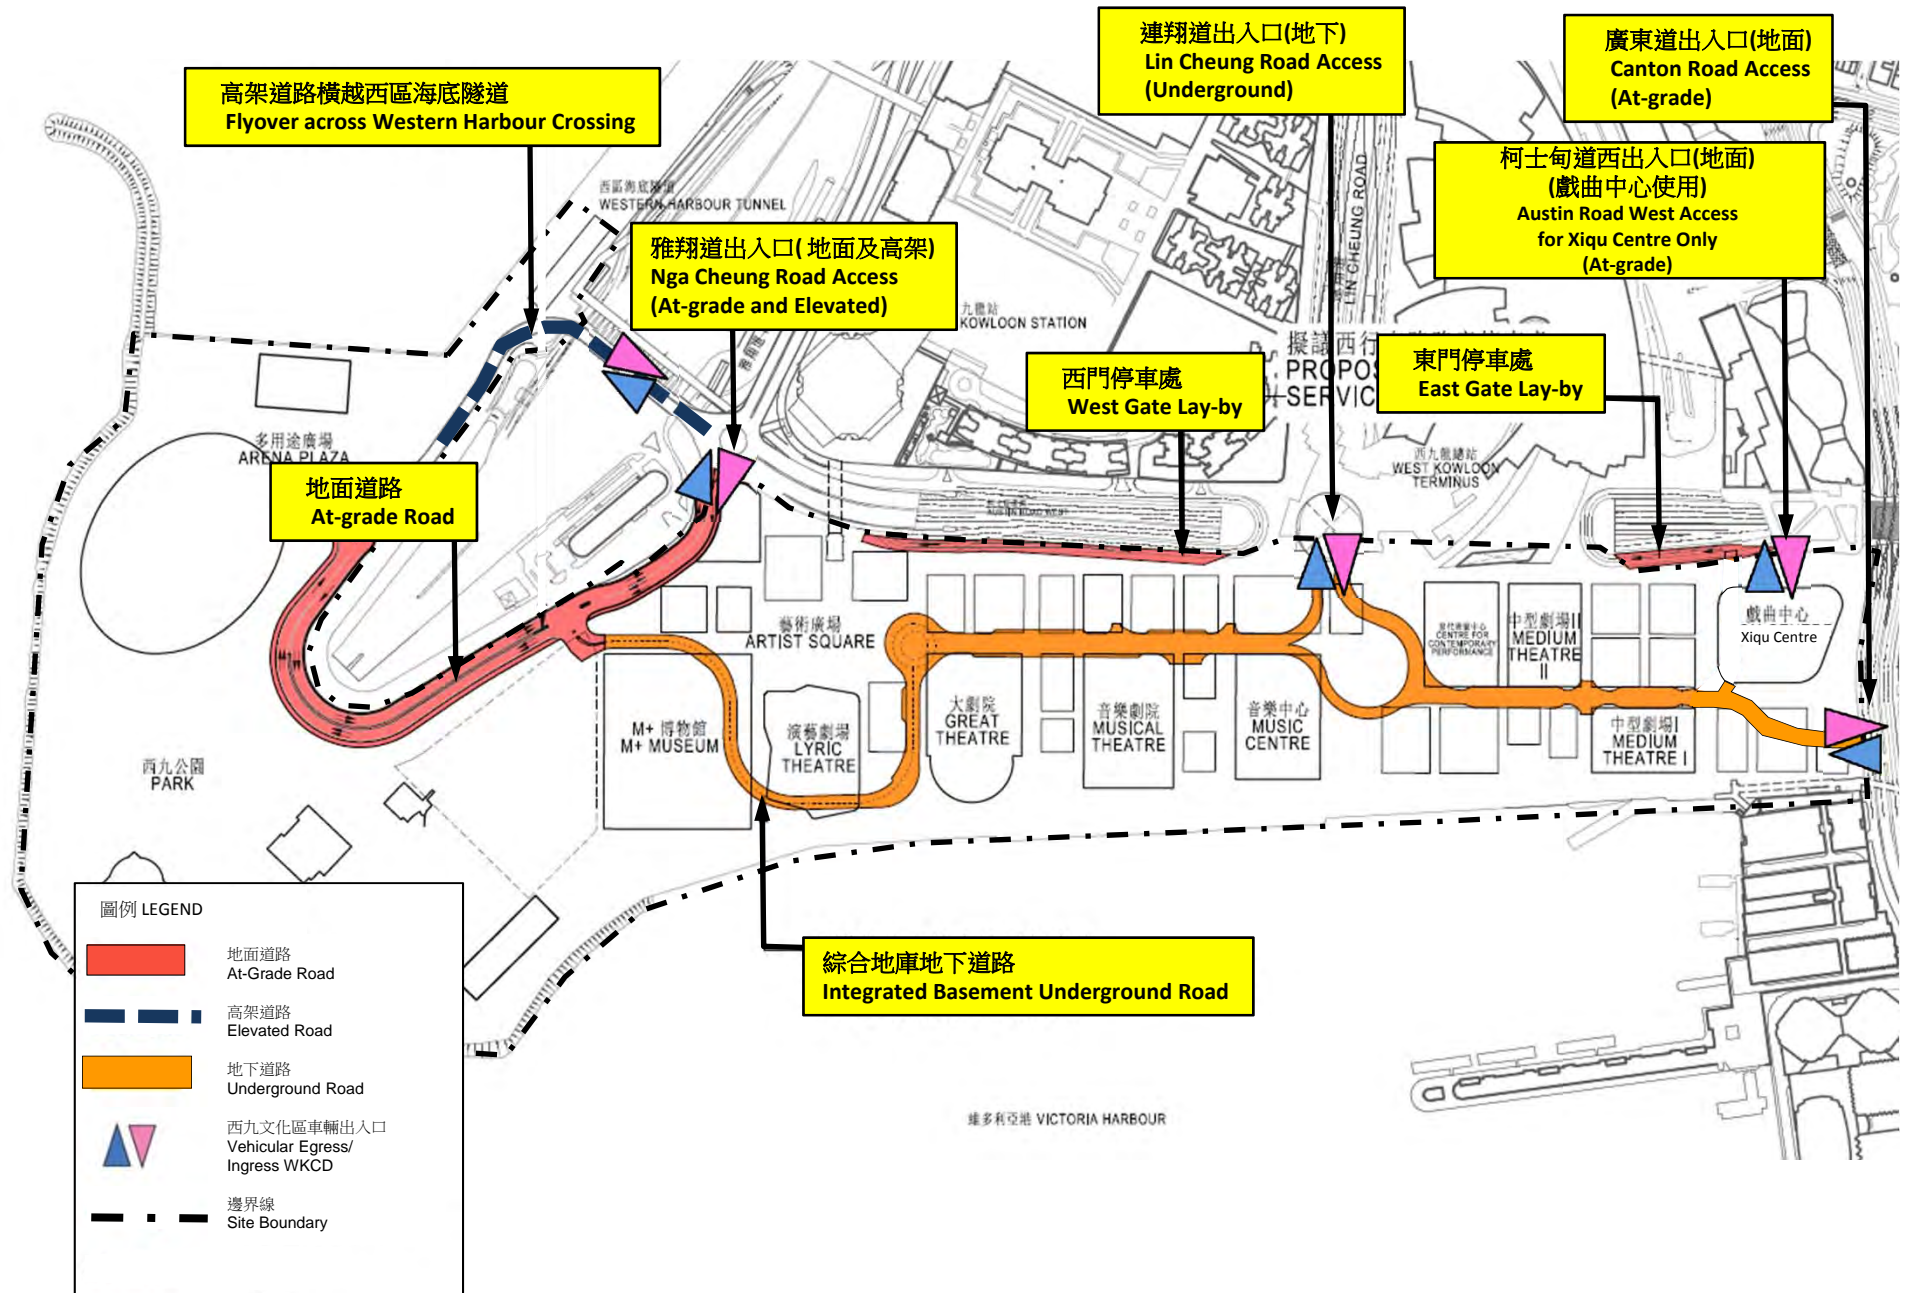 連翔道出入口(地下)
Lin Cheung Road Access
(Underground)
廣東道出入口(地面)
Canton Road Access
(At-grade)
高架道路橫越西區海底隧道
Flyover across Western Harbour Crossing
柯士甸道西出入口(地面)
(戲曲中心使用)
Austin Road West Access
for Xiqu Centre Only
(At-grade)
西區海底隧道
WESTERN HARBOUR TUNNEL
LIN CHEUNG ROAD
雅翔道出入口( 地面及高架)
Nga Cheung Road Access
(At-grade and Elevated)
九龍站
KOWLOON STATION
擬議西行
PROPOS
SERVIC
西門停車處
West Gate Lay-by
東門停車處
East Gate Lay-by
多用途廣場
ARENA PLAZA
西九龍總站
WEST KOWLOON
TERMINUS
地面道路
At-grade Road
AUSTIN ROAD WEST
藝術廣場
ARTIST SQUARE
CENTRE FOR
CONTEMPORARY
PERFORMANCE
中型劇場II
MEDIUM
THEATRE
II
戲曲中心
Xiqu Centre
M+ 博物館
M+ MUSEUM
演藝劇場
LYRIC
THEATRE
大劇院
GREAT
THEATRE
音樂劇院
MUSICAL
THEATRE
音樂中心
MUSIC
CENTRE
中型劇場I
MEDIUM
THEATRE I
西九公園
PARK
綜合地庫地下道路
Integrated Basement Underground Road
圖例 LEGEND
地面道路
At-Grade Road
高架道路
Elevated Road
地下道路
Underground Road
西九文化區車輛出入口
Vehicular Egress/
Ingress WKCD
邊界線
Site Boundary
維多利亞港 VICTORIA HARBOUR